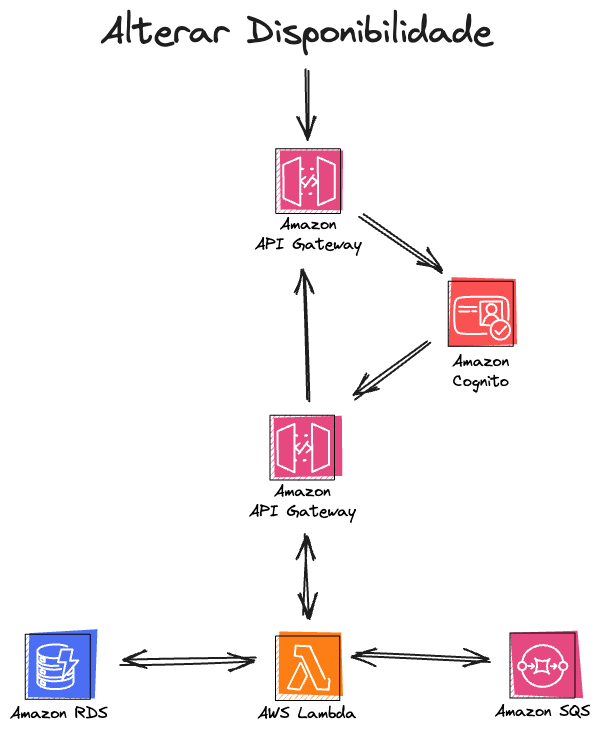 Alterar Disponibilidade
Amazon
API Gateway
Amazon
Cognito
Amazon
API Gateway
Amazon RDS
AWS Lambda
Amazon SQS